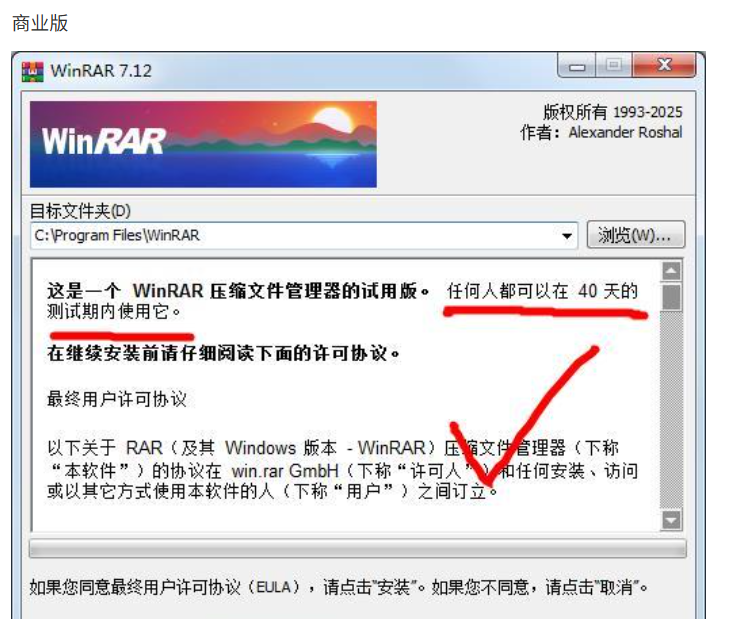 商业版
WinRAR 7.12
WinRAR
版权所有 1993-2025
作者：Alexander Roshal
目标文件夹(D)
C:\Program Files\WinRAR
浏览(W)...
这是一个 WinRAR 压缩文件管理器的试用版。 任何人都可以在 40 天的
测试期内使用它。
在继续安装前请仔细阅读下面的许可协议。
最终用户许可协议
以下关于 RAR（及其 Windows 版本 - WinRAR）压缩文件管理器（下称
“本软件”）的协议在 win.rar GmbH（下称“许可人”）和任何安装、访问
或以其它方式使用本软件的人（下称“用户”）之间订立。
如果您同意最终用户许可协议（EULA），请点击"安装"。如果您不同意，请点击"取消"。